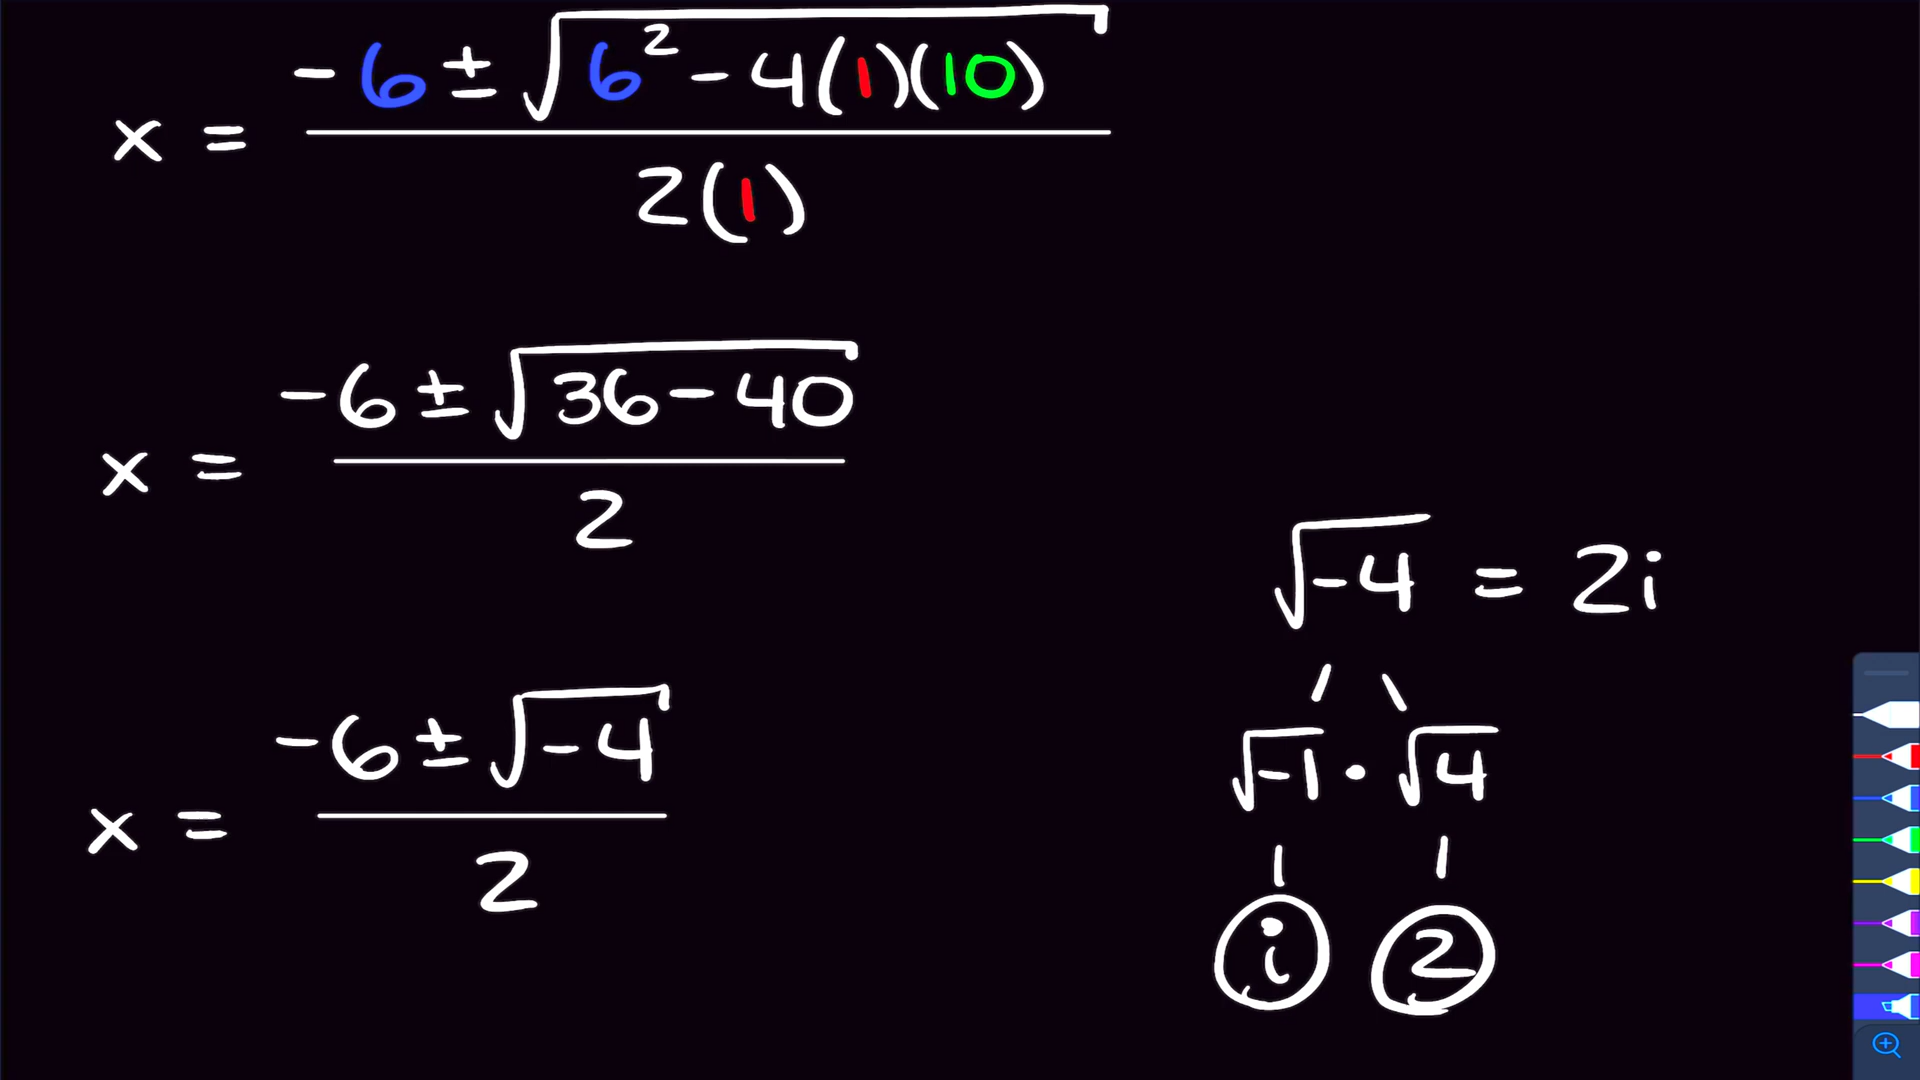 x = (-6 ± √(6² - 4(1)(10))) / 2(1)
x = (-6 ± √(36 - 40)) / 2
√-4 = 2i
x = (-6 ± √-4) / 2
√-1 · √4
i 2